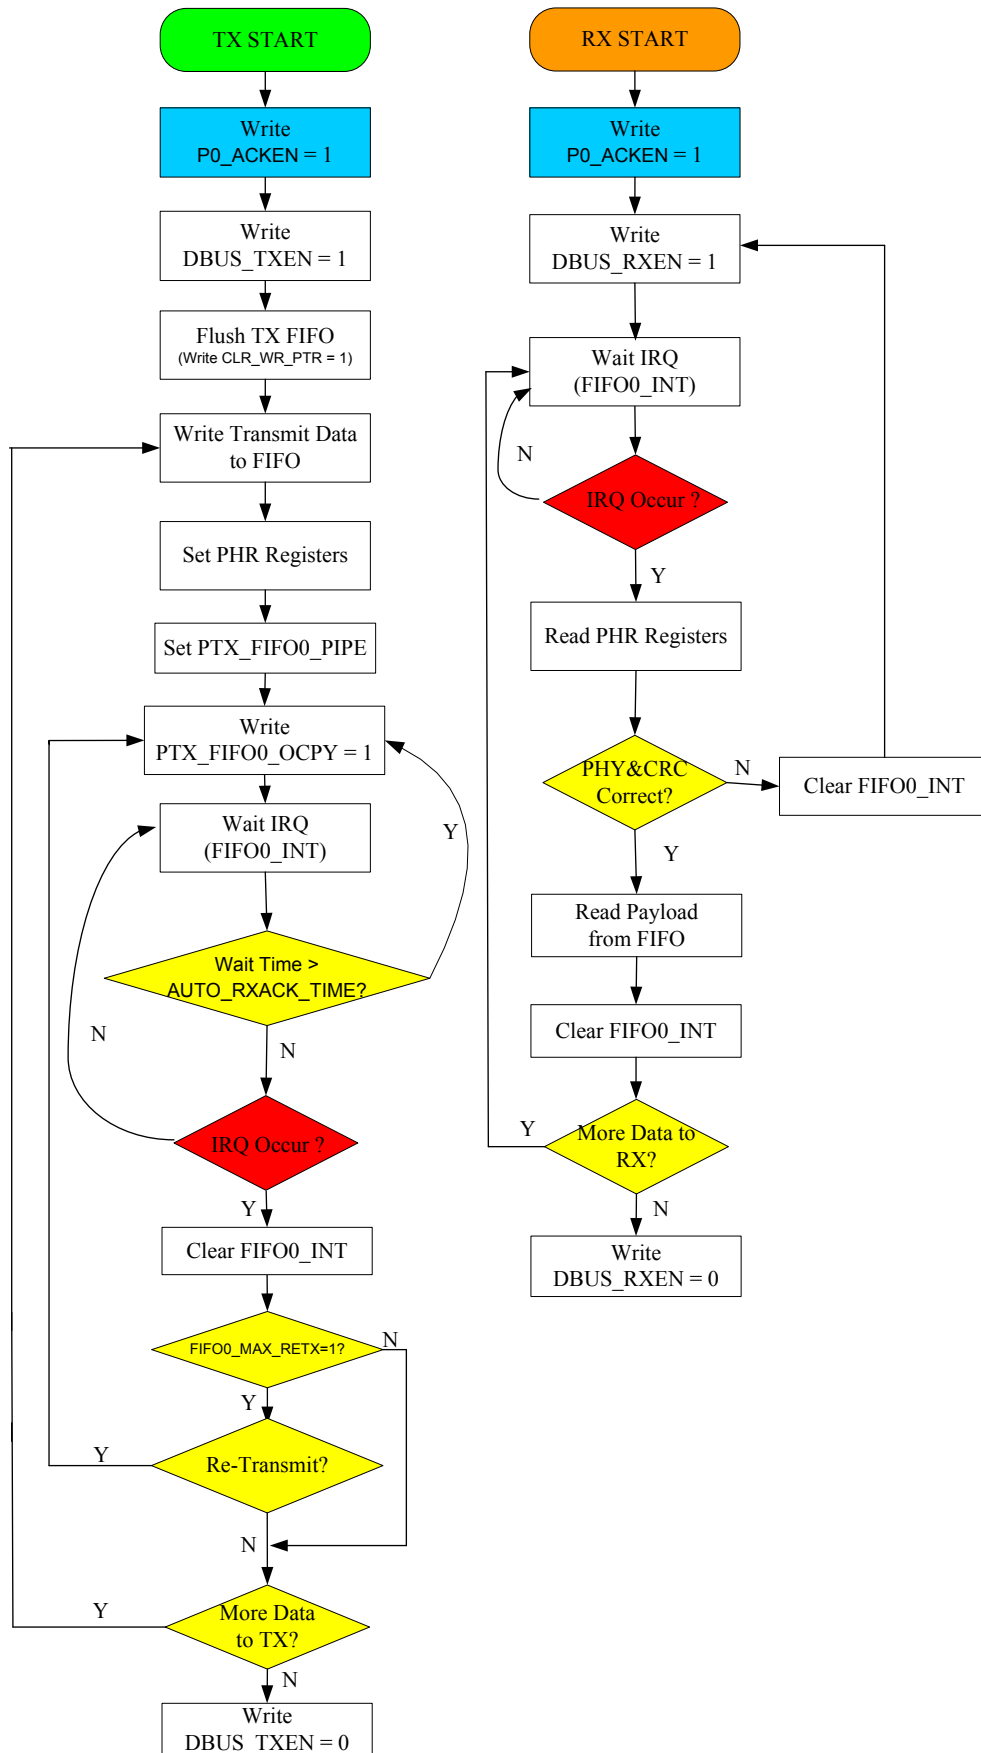 TX START
Write
P0_ACKEN = 1
Write
DBUS_TXEN = 1
Flush TX FIFO
(Write CLR_WR_PTR = 1)
Write Transmit Data
to FIFO
Set PHR Registers
Set PTX_FIFO0_PIPE
Write
PTX_FIFO0_OCPY = 1
Wait IRQ
(FIFO0_INT)
Y
Wait Time >
AUTO_RXACK_TIME?
N
N
IRQ Occur ?
Y
Clear FIFO0_INT
FIFO0_MAX_RETX=1?
N
Y
Re-Transmit?
Y
N
More Data
to TX?
Y
N
Write
DBUS_TXEN = 0
RX START
Write
P0_ACKEN = 1
Write
DBUS_RXEN = 1
Wait IRQ
(FIFO0_INT)
N
IRQ Occur ?
Y
Read PHR Registers
PHY&CRC
Correct?
N
Clear FIFO0_INT
Y
Read Payload
from FIFO
Clear FIFO0_INT
More Data to
RX?
Y
N
Write
DBUS_RXEN = 0